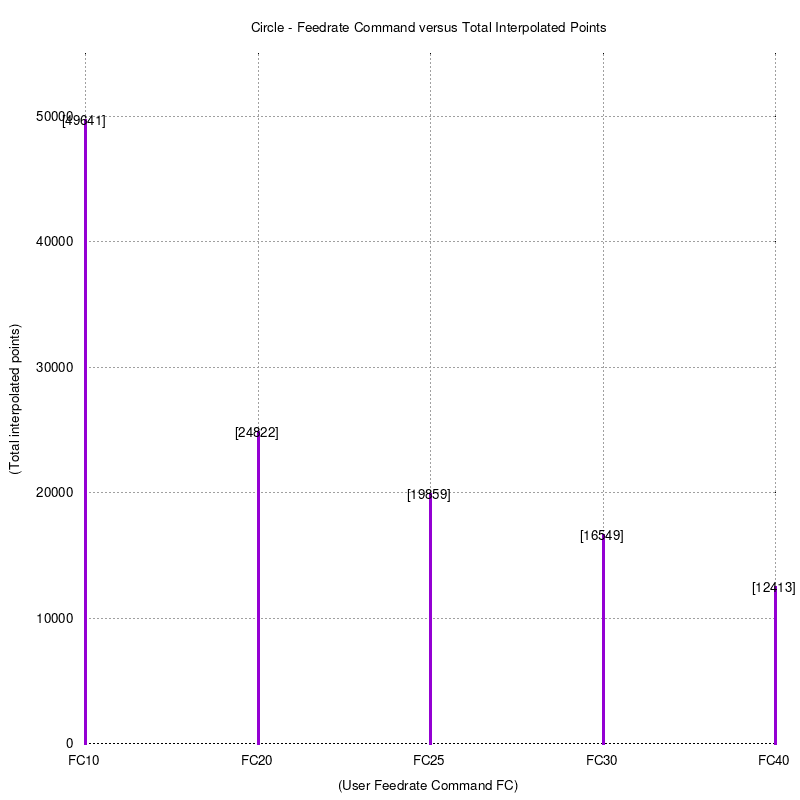 Circle - Feedrate Command versus Total Interpolated Points
50000
[49641]
40000
30000
(Total interpolated points)
[24822]
20000
[19859]
[16549]
[12413]
10000
0
FC10 FC20 FC25 FC30 FC40
(User Feedrate Command FC)